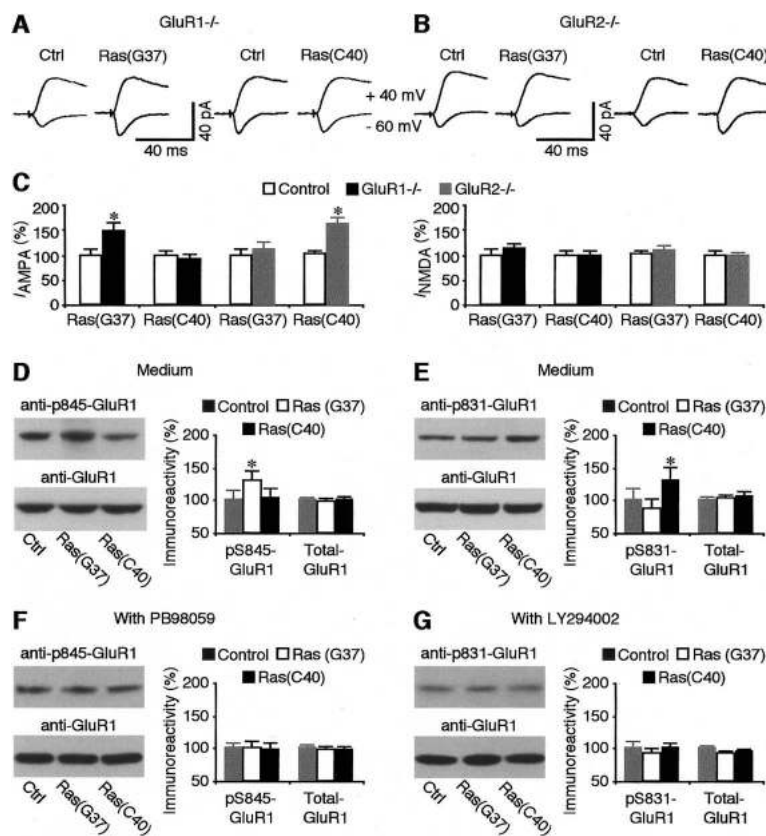 A GluR1-/-
Ctrl Ras(G37) Ctrl Ras(C40)
+ 40 mV
- 60 mV
40 pA
40 ms
B GluR2-/-
Ctrl Ras(G37) Ctrl Ras(C40)
40 pA
40 ms
C
Control GluR1-/- GluR2-/-
IAMPA (%)
200
150
100
50
0
Ras(G37) Ras(C40) Ras(G37) Ras(C40)
*
*
INMDA (%)
200
150
100
50
0
Ras(G37) Ras(C40) Ras(G37) Ras(C40)
D Medium
anti-p845-GluR1
anti-GluR1
Ctrl Ras(G37) Ras(C40)
Control Ras (G37)
Ras(C40)
Immunoreactivity (%)
200
150
100
50
*
pS845-GluR1 Total-GluR1
E Medium
anti-p831-GluR1
anti-GluR1
Ctrl Ras(G37) Ras(C40)
Control Ras (G37)
Ras(C40)
Immunoreactivity (%)
200
150
100
50
*
pS831-GluR1 Total-GluR1
F With PB98059
anti-p845-GluR1
anti-GluR1
Ctrl Ras(G37) Ras(C40)
Control Ras (G37)
Ras(C40)
Immunoreactivity (%)
200
150
100
50
pS845-GluR1 Total-GluR1
G With LY294002
anti-p831-GluR1
anti-GluR1
Ctrl Ras(G37) Ras(C40)
Control Ras (G37)
Ras(C40)
Immunoreactivity (%)
200
150
100
50
pS831-GluR1 Total-GluR1